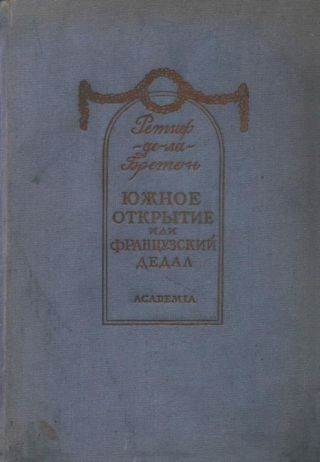 Ретиф
-де-ла-
Бретон
ЮЖНОЕ
ОТКРЫТИЕ
ИЛИ
ФРАНЦУЗСКИЙ
ДЕДАЛ
ACADEMIA